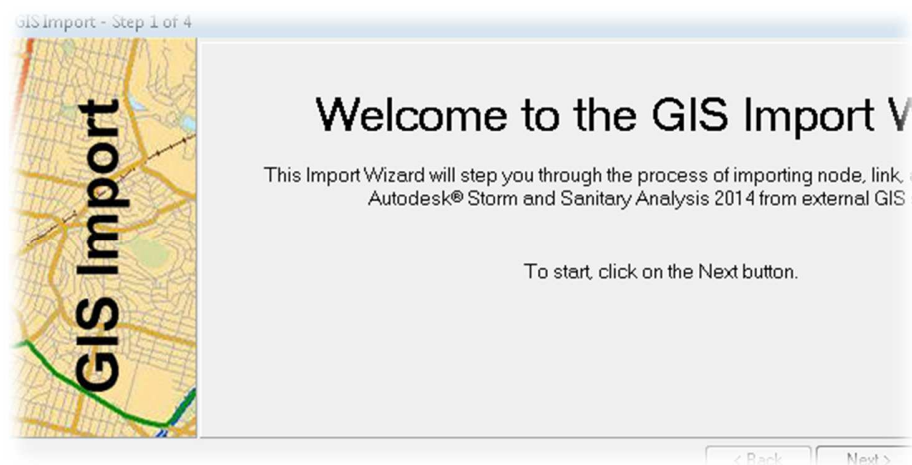 GIS Import - Step 1 of 4
GIS Import
Welcome to the GIS Import
This Import Wizard will step you through the process of importing node, link,
Autodesk® Storm and Sanitary Analysis 2014 from external GIS
To start, click on the Next button.
< Back
Next >